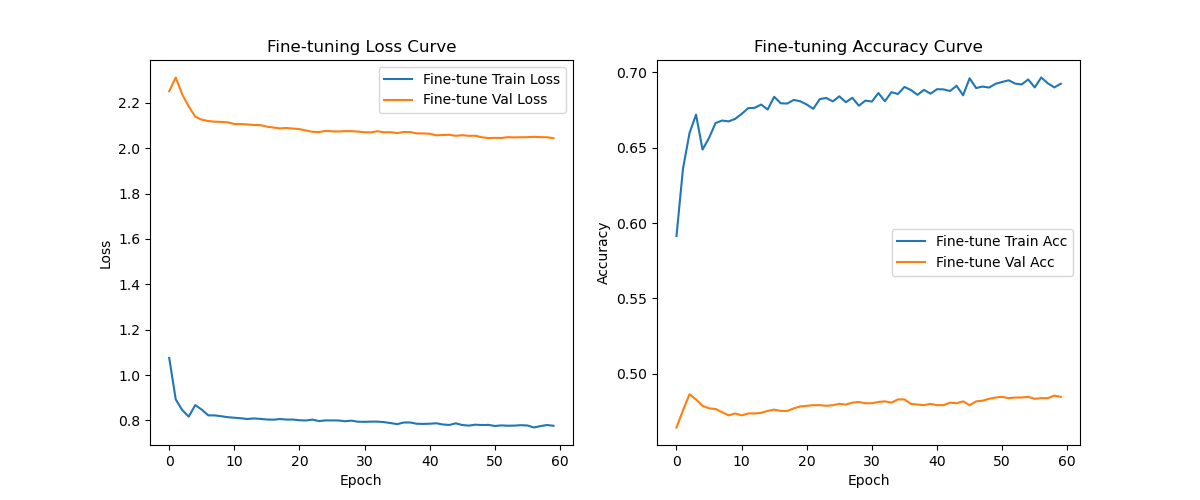 Fine-tuning Loss Curve
Fine-tune Train Loss
Fine-tune Val Loss
2.2
2.0
1.8
1.6
1.4
1.2
1.0
0.8
Loss
0 10 20 30 40 50 60
Epoch
Fine-tuning Accuracy Curve
0.70
0.65
0.60
0.55
0.50
Accuracy
Fine-tune Train Acc
Fine-tune Val Acc
0 10 20 30 40 50 60
Epoch